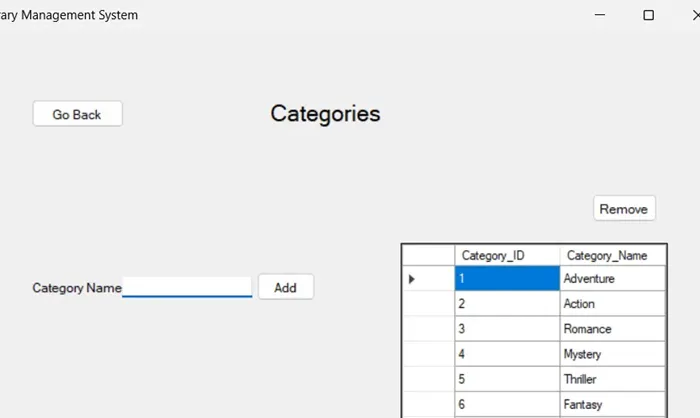 rary Management System
Go Back
Categories
Remove
Category Name
Add
Category_ID Category_Name
1 Adventure
2 Action
3 Romance
4 Mystery
5 Thriller
6 Fantasy